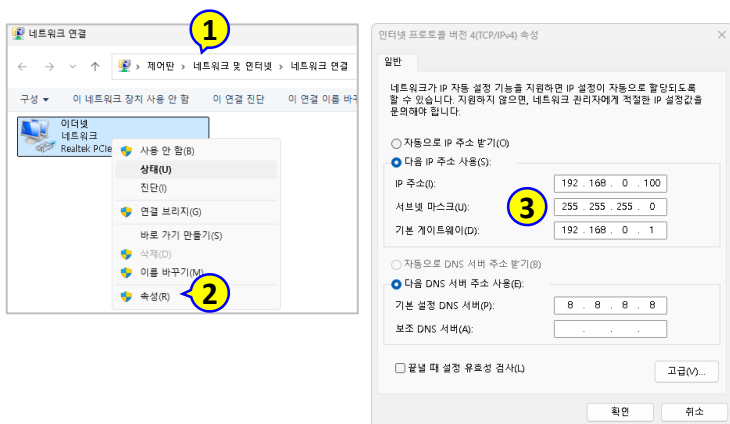 네트워크 연결
1
제어판 › 네트워크 및 인터넷 › 네트워크 연결
구성 이 네트워크 장치 사용 안 함 이 연결 진단 이 연결 이름 바꾸
이더넷
네트워크
Realtek PCIe
사용 안 함(B)
상태(U)
진단(I)
연결 브리지(G)
바로 가기 만들기(S)
삭제(D)
이름 바꾸기(M)
속성(R)
2
인터넷 프로토콜 버전 4(TCP/IPv4) 속성
일반
네트워크가 IP 자동 설정 기능을 지원하면 IP 설정이 자동으로 할당되도록
할 수 있습니다. 지원하지 않으면, 네트워크 관리자에게 적절한 IP 설정값을
문의해야 합니다.
자동으로 IP 주소 받기(O)
다음 IP 주소 사용(S):
IP 주소(I): 192 . 168 . 0 . 100
서브넷 마스크(U): 255 . 255 . 255 . 0
3
기본 게이트웨이(D): 192 . 168 . 0 . 1
자동으로 DNS 서버 주소 받기(B)
다음 DNS 서버 주소 사용(E):
기본 설정 DNS 서버(P): 8 . 8 . 8 . 8
보조 DNS 서버(A): . . .
끝낼 때 설정 유효성 검사(L)
고급(V)...
확인 취소